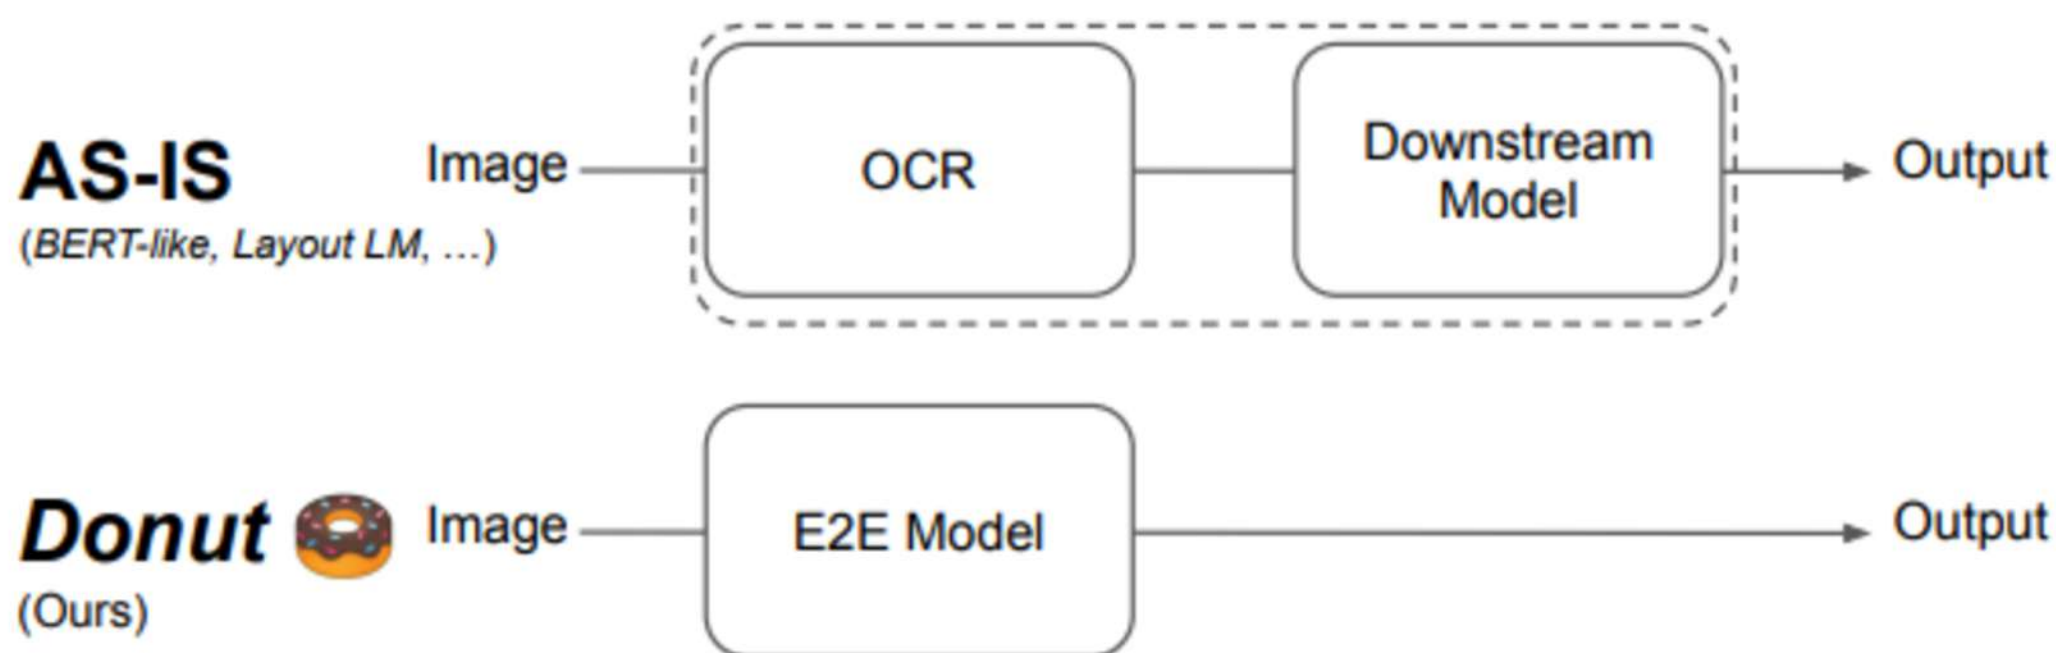 AS-IS
(BERT-like, Layout LM, ...)
Image
OCR
Downstream
Model
Output
Donut
(Ours)
Image
E2E Model
Output